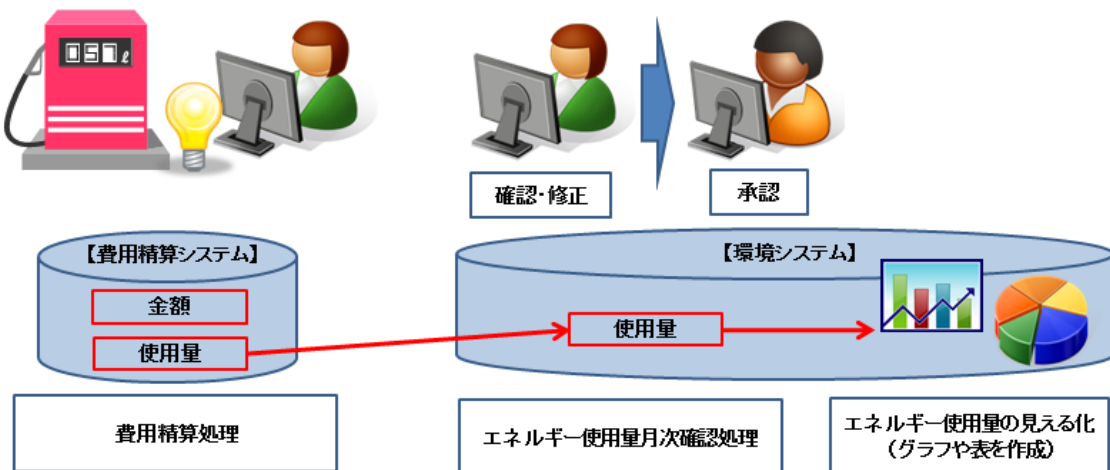 確認・修正
承認
【費用精算システム】
金額
使用量
【環境システム】
使用量
費用精算処理
エネルギー使用量月次確認処理
エネルギー使用量の見える化
(グラフや表を作成)